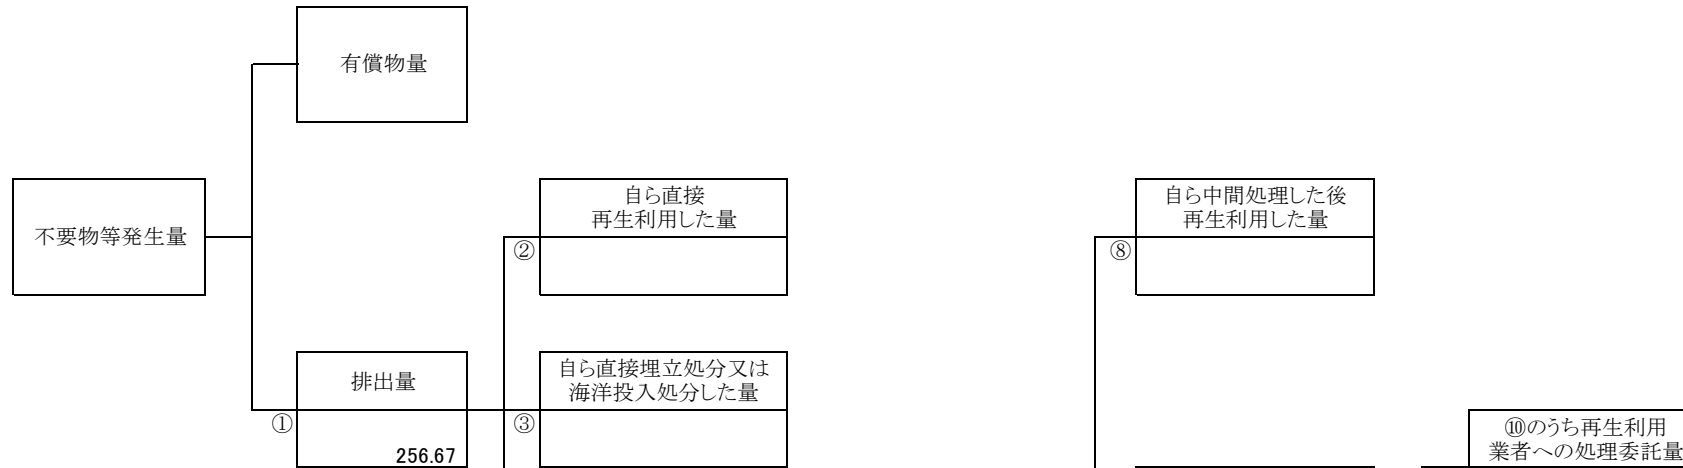 有償物量
不要物等発生量
自ら直接
再生利用した量
②
自ら中間処理した後
再生利用した量
⑧
排出量
①
256.67
自ら直接埋立処分又は
海洋投入処分した量
③
⑩のうち再生利用
業者への処理委託量